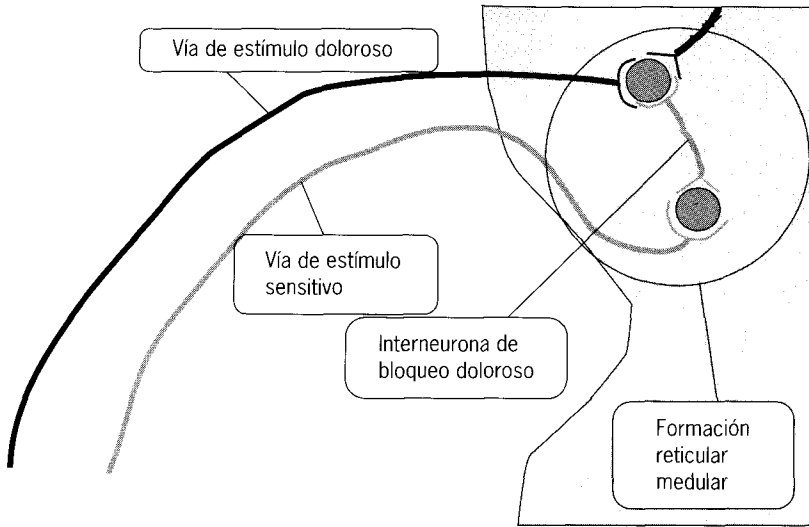 Vía de estímulo doloroso
Vía de estímulo
sensitivo
Interneurona de
bloqueo doloroso
Formación
reticular
medular